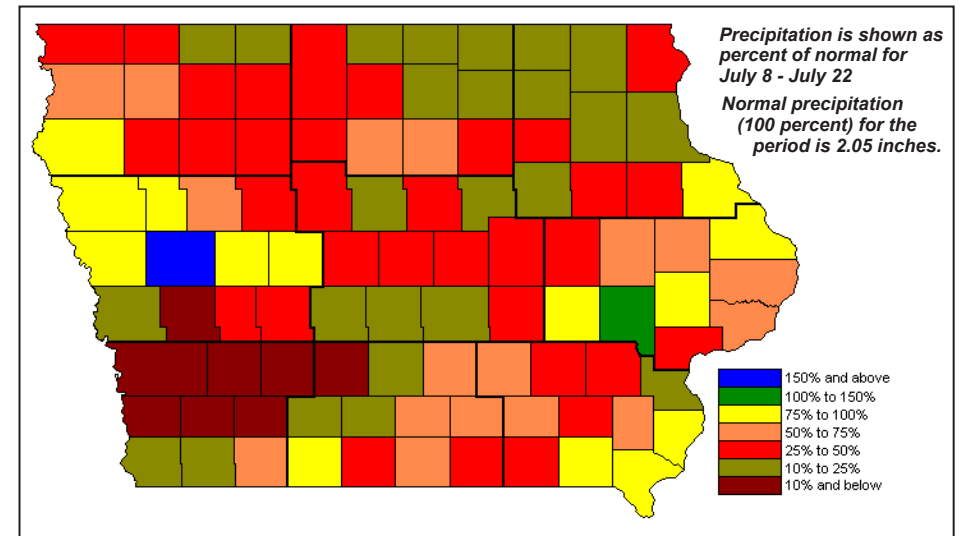 Precipitation is shown as
percent of normal for
July 8 - July 22
Normal precipitation
(100 percent) for the
period is 2.05 inches.
150% and above
100% to 150%
75% to 100%
50% to 75%
25% to 50%
10% to 25%
10% and below